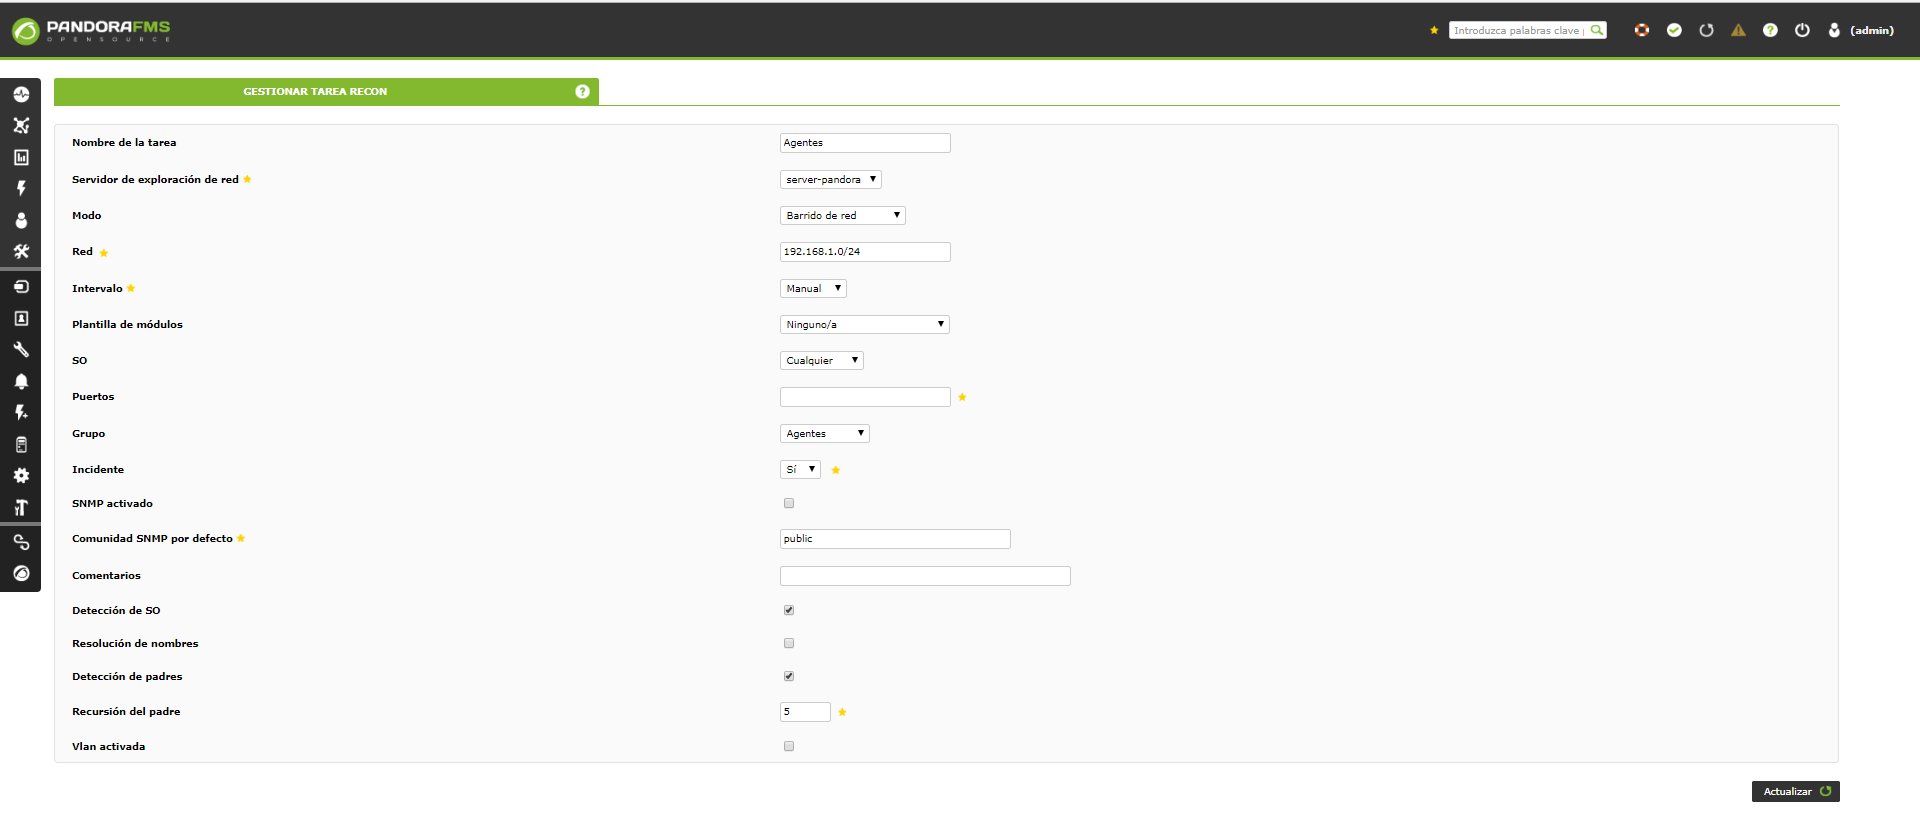 PANDORAFMS
OPENSOURCE
Introduzca palabras clave
(admin)
GESTIONAR TAREA RECON
Nombre de la tarea Agentes
Servidor de exploración de red server-pandora
Modo Barrido de red
Red 192.168.1.0/24
Intervalo Manual
Plantilla de módulos Ninguno/a
SO Cualquier
Puertos
Grupo Agentes
Incidente Sí
SNMP activado
Comunidad SNMP por defecto public
Comentarios
Detección de SO
Resolución de nombres
Detección de padres
Recursión del padre 5
Vlan activada
Actualizar